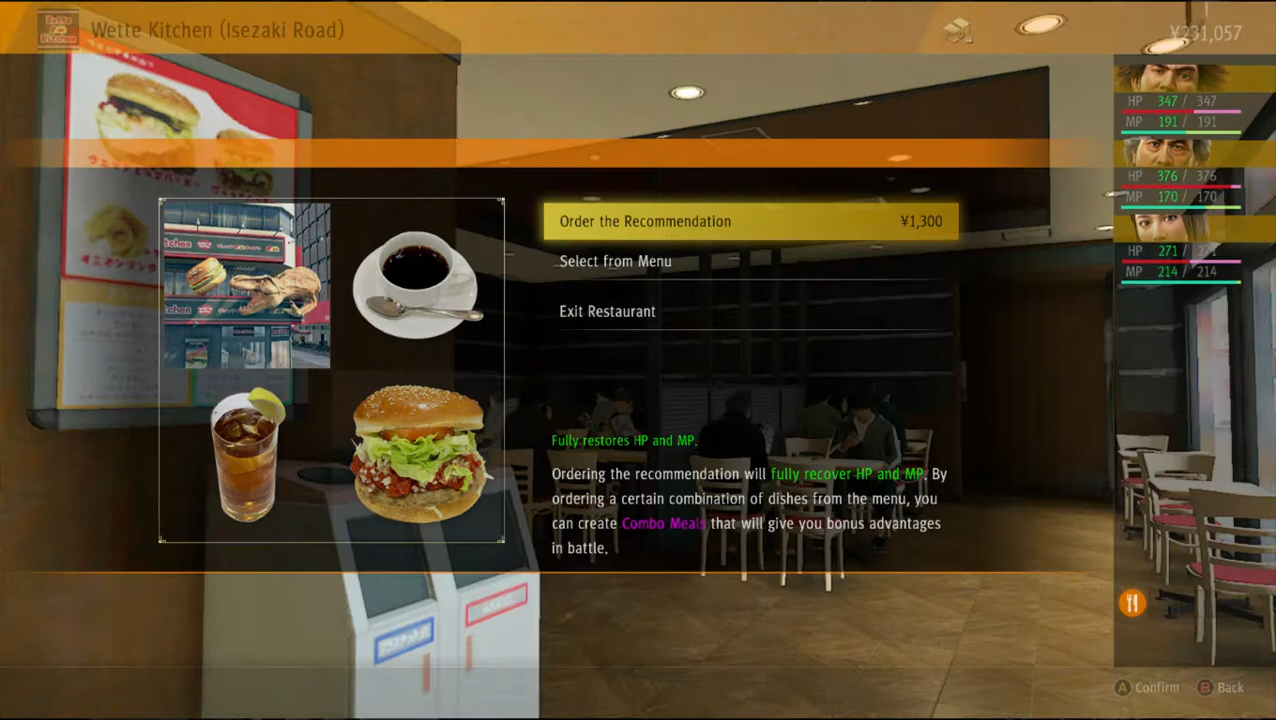 Wette Kitchen (Isezaki Road)
¥231,057
HP 347 / 347
MP 191 / 191
HP 376 / 376
MP 170 / 170
HP 271 / 271
MP 214 / 214
Order the Recommendation ¥1,300
Select from Menu
Exit Restaurant
Fully restores HP and MP.
Ordering the recommendation will fully recover HP and MP. By
ordering a certain combination of dishes from the menu, you
can create Combo Meals that will give you bonus advantages
in battle.
A Confirm B Back